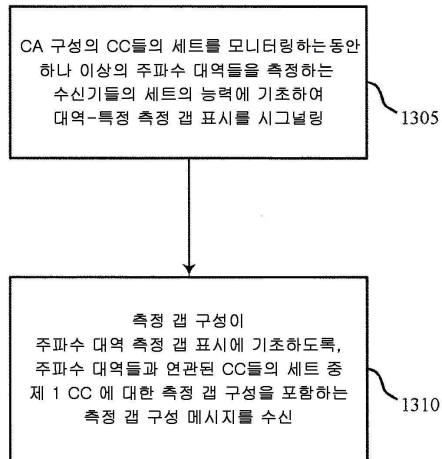 CA 구성의 CC들의 세트를 모니터링하는동안
하나 이상의 주파수 대역들을 측정하는
수신기들의 세트의 능력에 기초하여
대역-특정 측정 갭 표시를 시그널링
1305
측정 갭 구성이
주파수 대역 측정 갭 표시에 기초하도록,
주파수 대역들과 연관된 CC들의 세트 중
제 1 CC 에 대한 측정 갭 구성을 포함하는
측정 갭 구성 메시지를 수신
1310